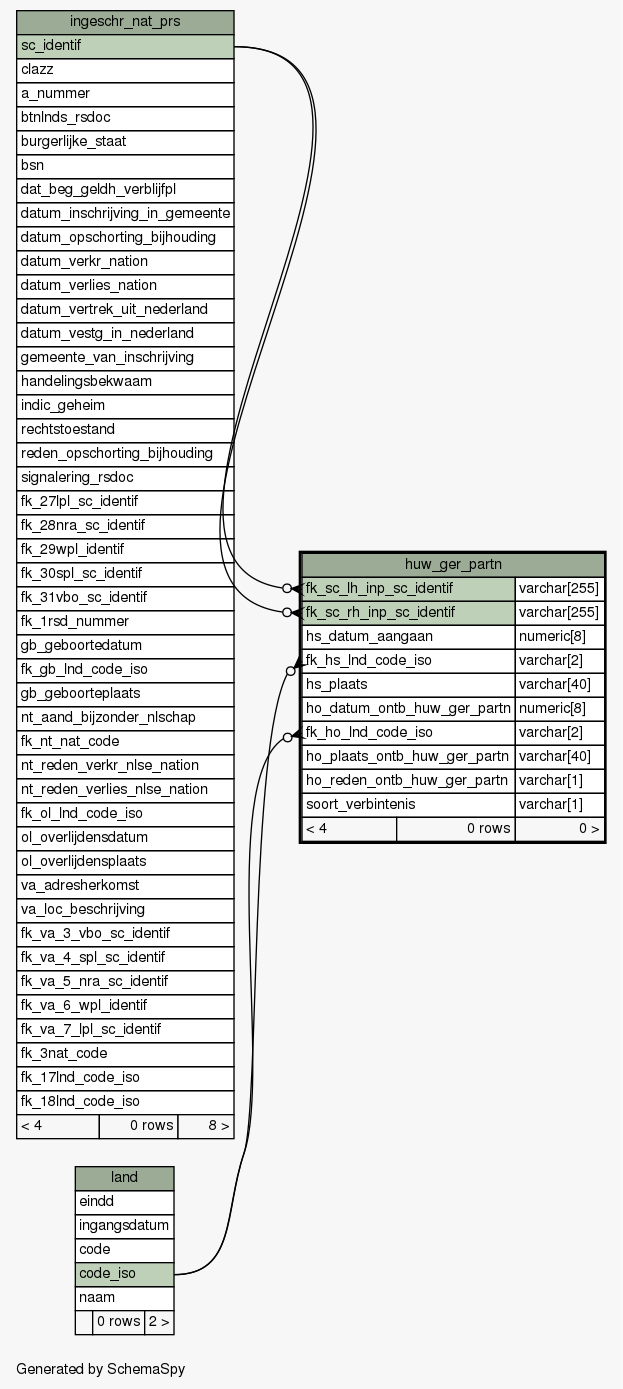 ingeschr_nat_prs
sc_identif
clazz
a_nummer
btnlnds_rsdoc
burgerlijke_staat
bsn
dat_beg_geldh_verblijfpl
datum_inschrijving_in_gemeente
datum_opschorting_bijhouding
datum_verkr_nation
datum_verlies_nation
datum_vertrek_uit_nederland
datum_vestg_in_nederland
gemeente_van_inschrijving
handelingsbekwaam
indic_geheim
rechtstoestand
reden_opschorting_bijhouding
signalering_rsdoc
fk_27lpl_sc_identif
fk_28nra_sc_identif
fk_29wpl_identif
fk_30spl_sc_identif
fk_31vbo_sc_identif
fk_1rsd_nummer
gb_geboortedatum
fk_gb_lnd_code_iso
gb_geboorteplaats
nt_aand_bijzonder_nlschap
fk_nt_nat_code
nt_reden_verkr_nlse_nation
nt_reden_verlies_nlse_nation
fk_ol_lnd_code_iso
ol_overlijdensdatum
ol_overlijdensplaats
va_adresherkomst
va_loc_beschrijving
fk_va_3_vbo_sc_identif
fk_va_4_spl_sc_identif
fk_va_5_nra_sc_identif
fk_va_6_wpl_identif
fk_va_7_lpl_sc_identif
fk_3nat_code
fk_17lnd_code_iso
fk_18lnd_code_iso
< 4 0 rows 8 >
huw_ger_partn
fk_sc_lh_inp_sc_identif varchar[255]
fk_sc_rh_inp_sc_identif varchar[255]
hs_datum_aangaan numeric[8]
fk_hs_lnd_code_iso varchar[2]
hs_plaats varchar[40]
ho_datum_ontb_huw_ger_partn numeric[8]
fk_ho_lnd_code_iso varchar[2]
ho_plaats_ontb_huw_ger_partn varchar[40]
ho_reden_ontb_huw_ger_partn varchar[1]
soort_verbintenis varchar[1]
< 4 0 rows 0 >
land
eindd
ingangsdatum
code
code_iso
naam
0 rows 2 >
Generated by SchemaSpy